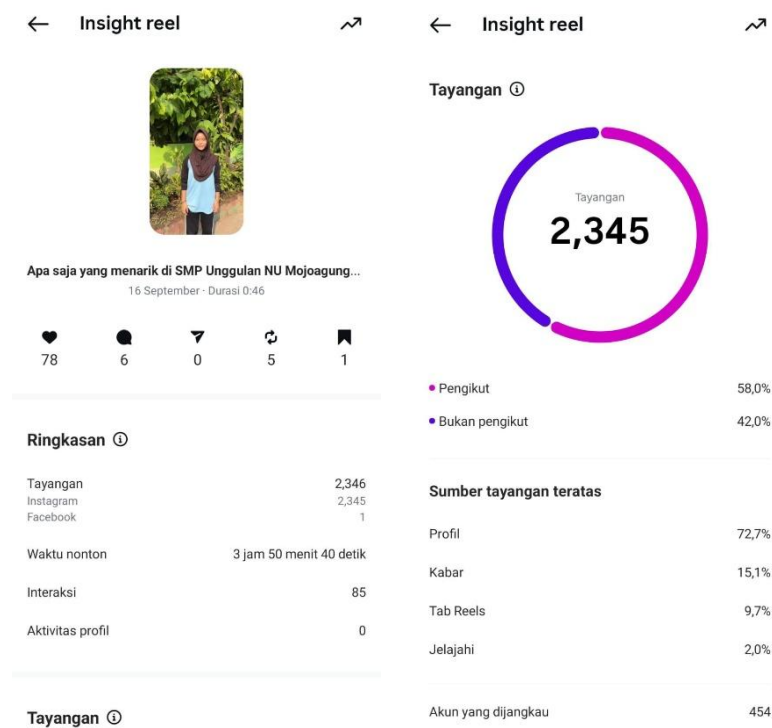 Insight reel
Apa saja yang menarik di SMP Unggulan NU Mojoagung...
16 September · Durasi 0:46
78 6 0 5 1
Ringkasan
Tayangan 2,346
Instagram 2,345
Facebook 1
Waktu nonton 3 jam 50 menit 40 detik
Interaksi 85
Aktivitas profil 0
Tayangan
Insight reel
Tayangan
Tayangan
2,345
Pengikut 58,0%
Bukan pengikut 42,0%
Sumber tayangan teratas
Profil 72,7%
Kabar 15,1%
Tab Reels 9,7%
Jelajahi 2,0%
Akun yang dijangkau 454